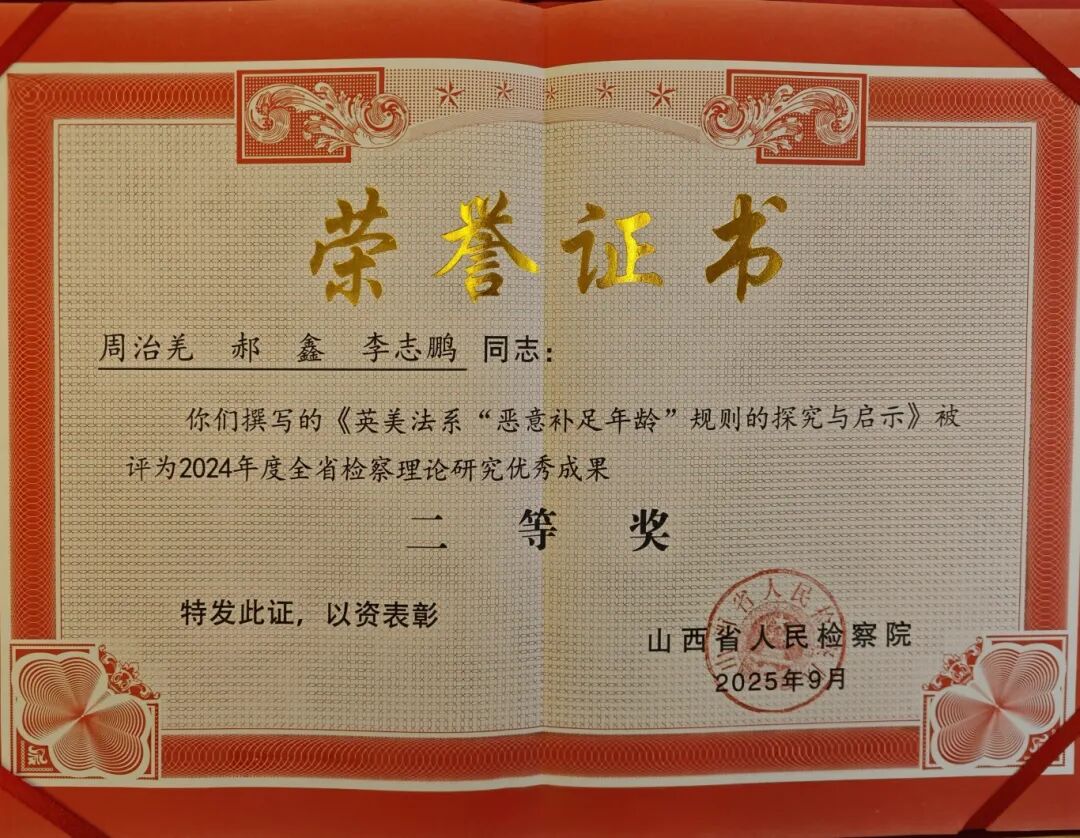 荣誉证书
周治羌 郝鑫 李志鹏 同志：
你们撰写的《英美法系“恶意补足年龄”规则的探究与启示》被
评为2024年度全省检察理论研究优秀成果
二等奖
特发此证，以资表彰
山西省人民检察院
2025年9月